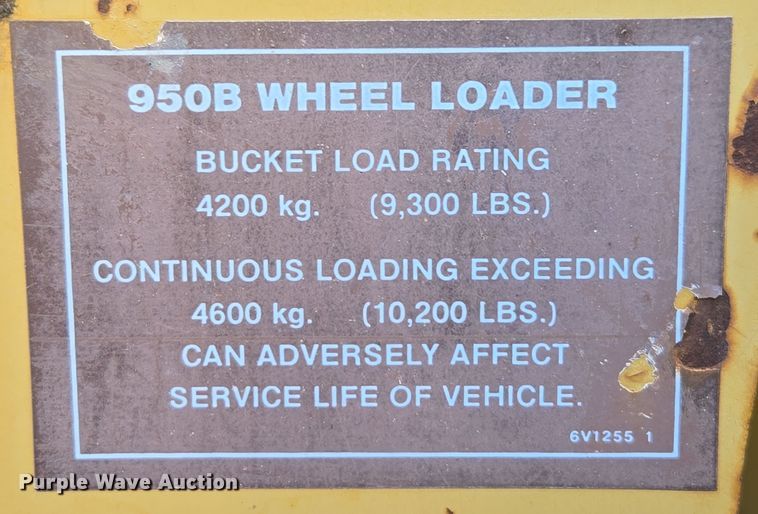 950B WHEEL LOADER
BUCKET LOAD RATING
4200 kg. (9,300 LBS.)
CONTINUOUS LOADING EXCEEDING
4600 kg. (10,200 LBS.)
CAN ADVERSELY AFFECT
SERVICE LIFE OF VEHICLE.
6V1255 1
Purple Wave Auction